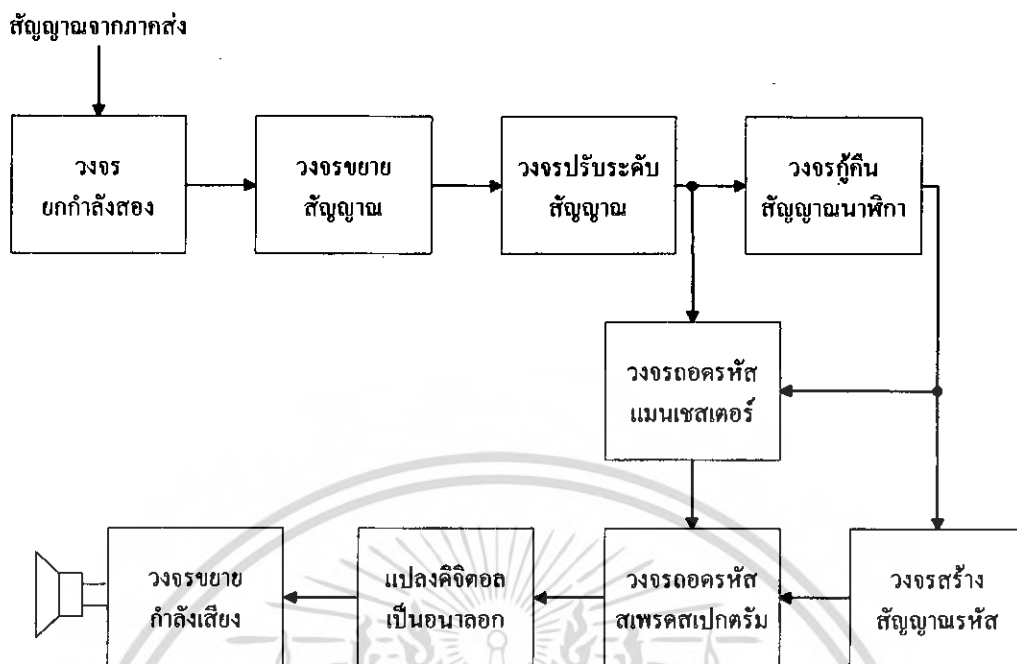 สัญญาณจากภาคส่ง
วงจร
ยกกำลังสอง
วงจรขยาย
สัญญาณ
วงจรปรับระดับ
สัญญาณ
วงจรกู้คืน
สัญญาณนาฬิกา
วงจรถอดรหัส
แมนเชสเตอร์
วงจรขยาย
กำลังเสียง
แปลงดิจิตอล
เป็นอนาลอก
วงจรถอดรหัส
สเพรดสเปกตรัม
วงจรสร้าง
สัญญาณรหัส